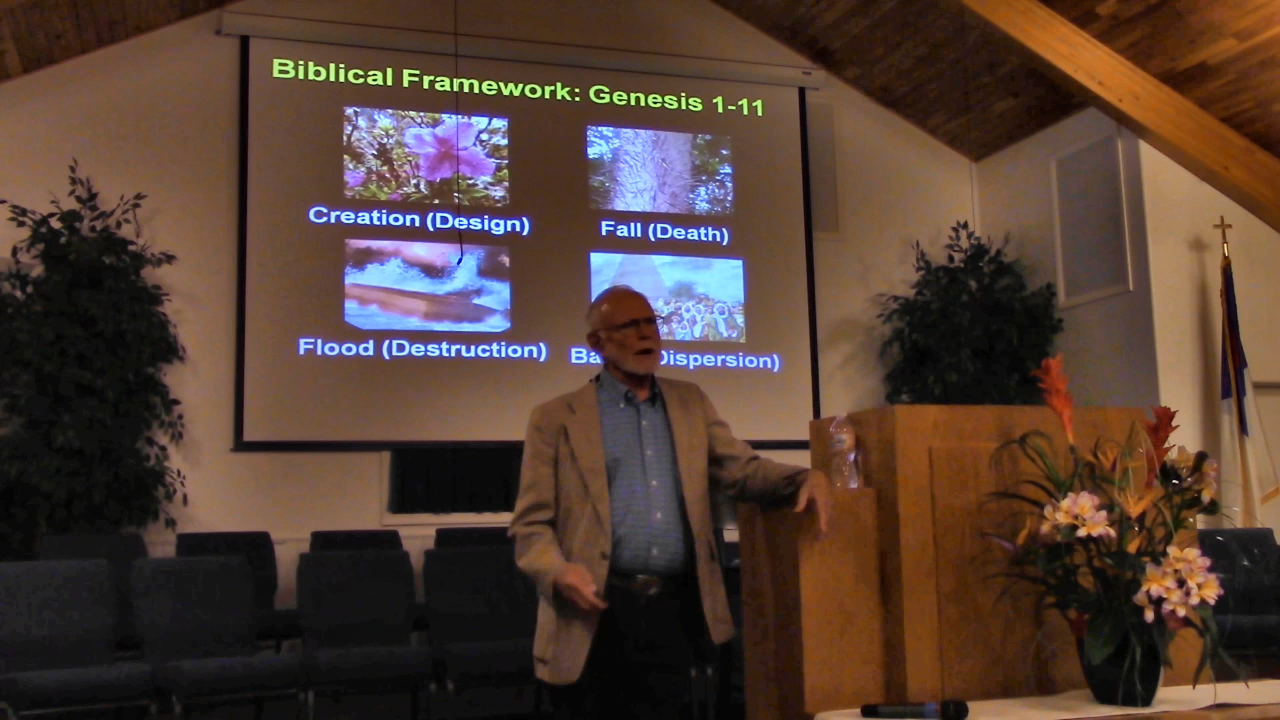 Biblical Framework: Genesis 1-11
Creation (Design)
Fall (Death)
Flood (Destruction)
Dispersion)